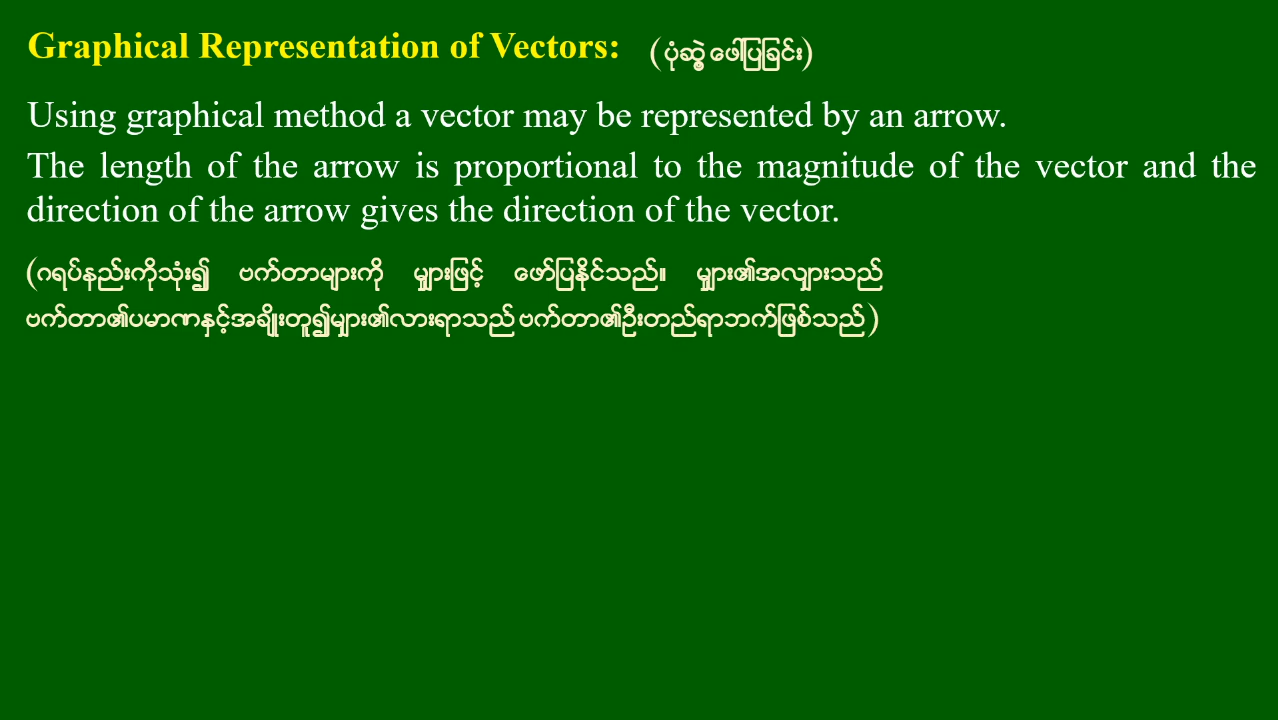 Graphical Representation of Vectors: (ပုံဆွဲ့ ဖေါ်ပြခြင်း)
Using graphical method a vector may be represented by an arrow.
The length of the arrow is proportional to the magnitude of the vector and the
direction of the arrow gives the direction of the vector.
(ဂရပ်နည်းကိုသုံး၍ ဗက်တာများကို မျှားဖြင့် ဖော်ပြနိုင်သည်။ မျှား၏အလျှားသည်
ဗက်တာ၏ပမာဏနှင့်အချိုးတူ၍မျှား၏လားရာသည် ဗက်တာ၏ဦးတည်ရာဘက်ဖြစ်သည်)